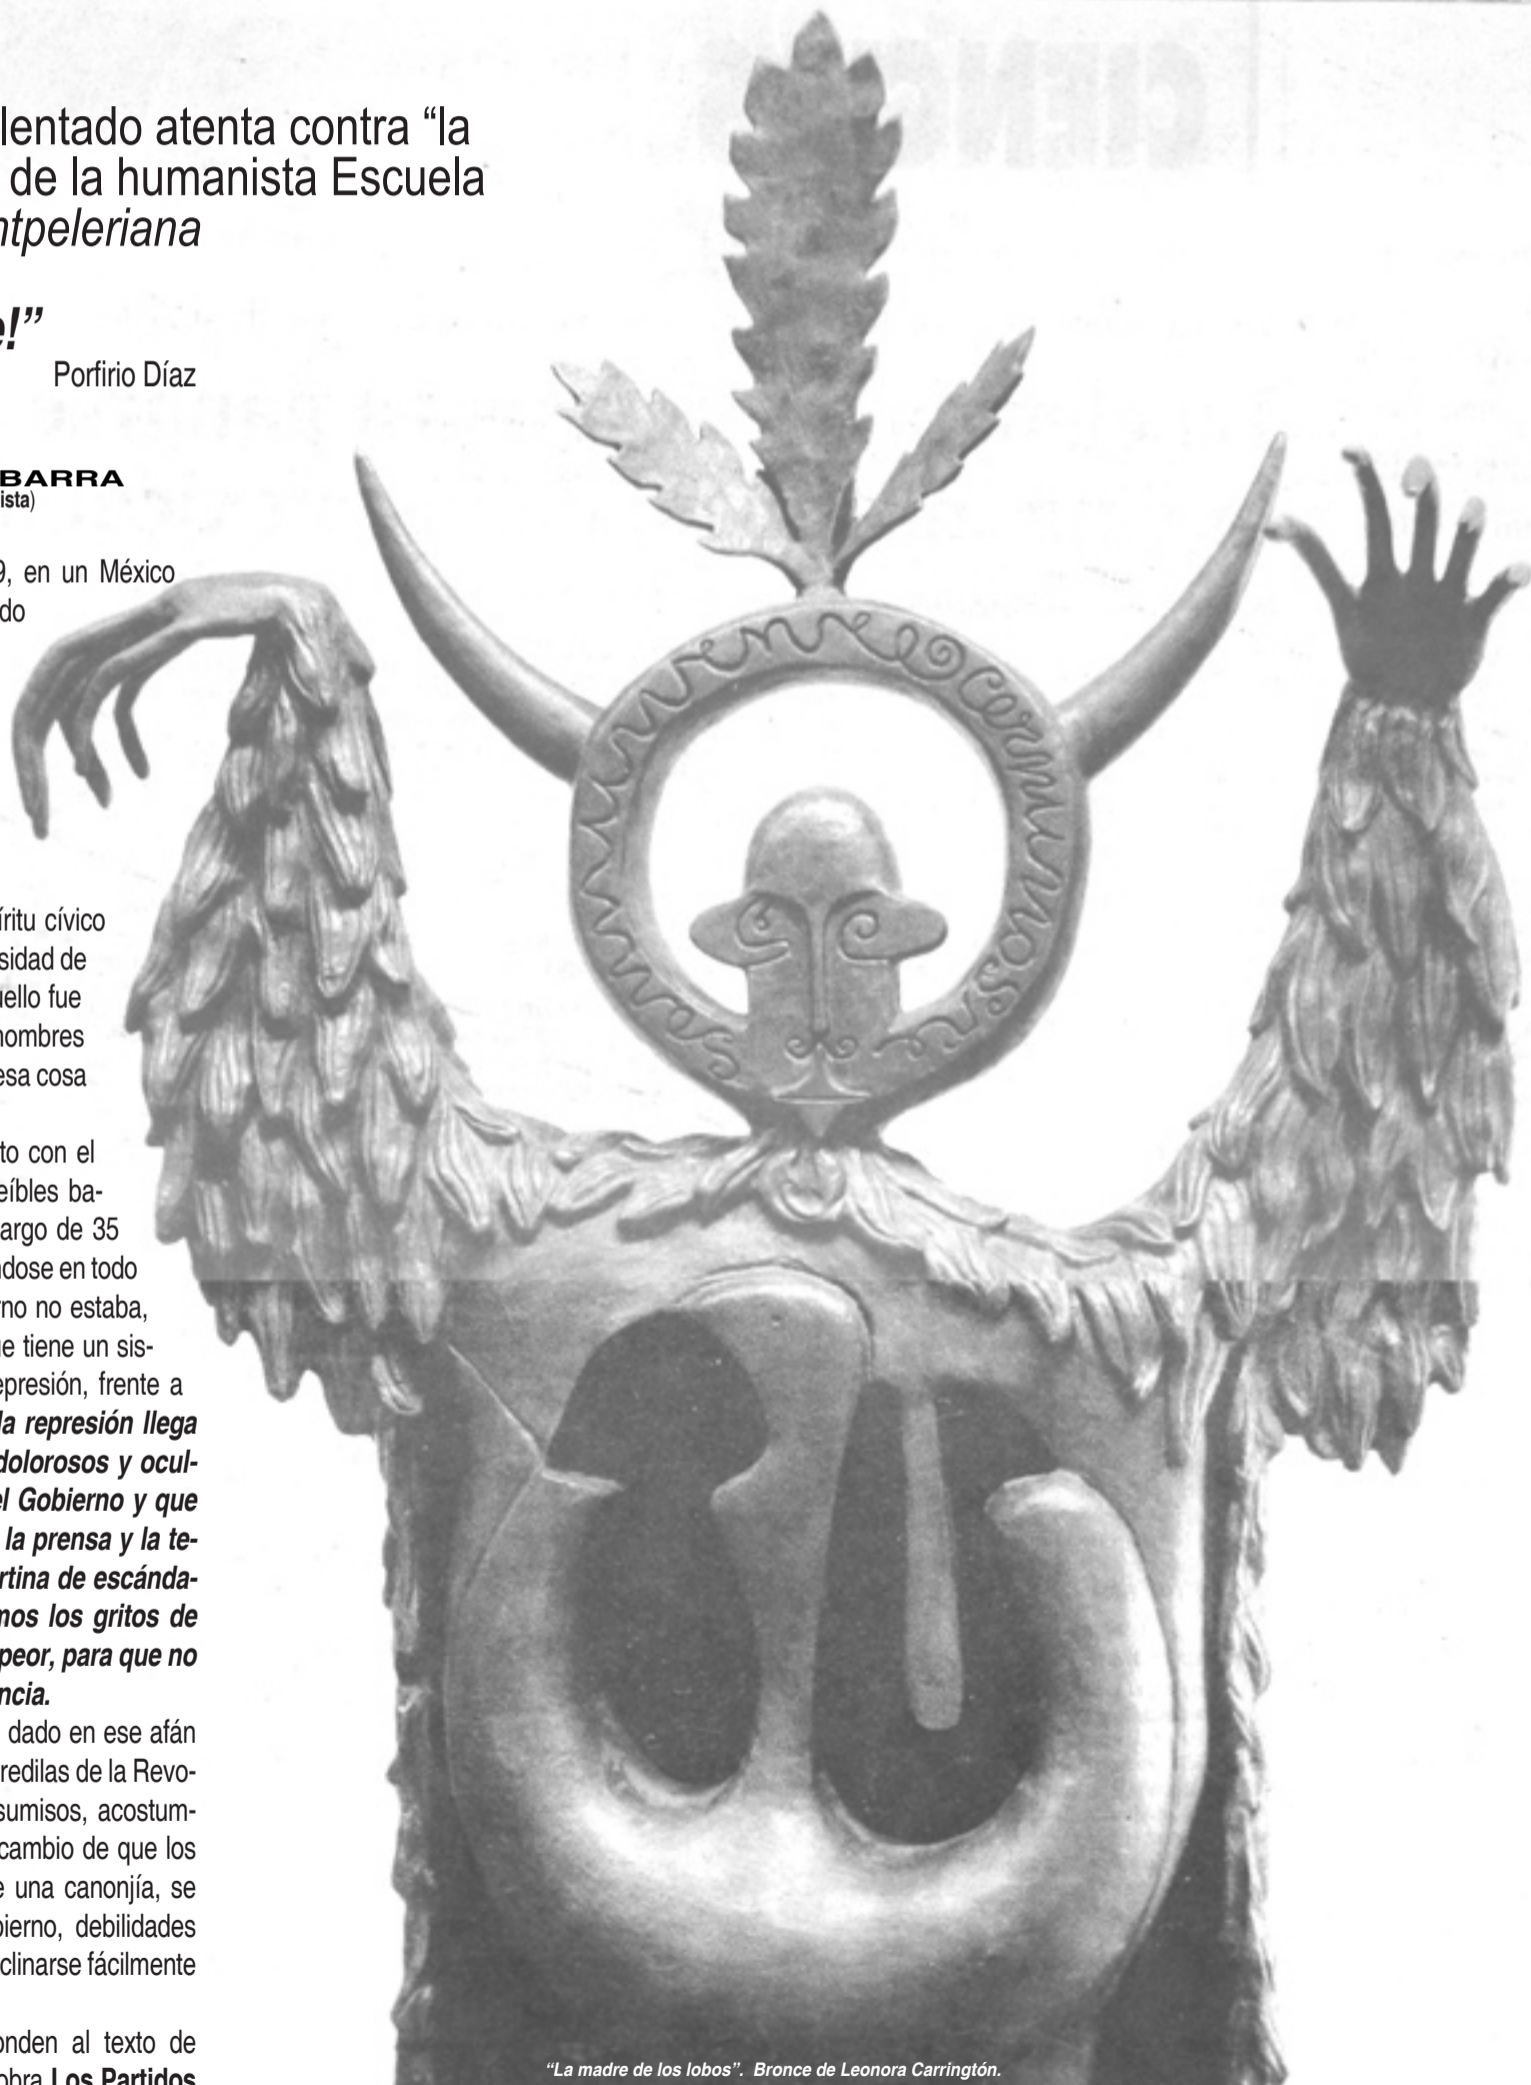 lentado atenta contra “la
de la humanista Escuela
ntpeleriana
e!”
Porfirio Díaz
BARRA
ista)
9, en un México
do
íritu cívico
sidad de
uello fue
nombres
esa cosa
to con el
eíbles ba-
argo de 35
ndose en todo
rno no estaba,
ue tiene un sis-
epresión, frente a
la represión llega
dolorosos y ocul-
el Gobierno y que
la prensa y la te-
rtina de escánda-
mos los gritos de
peor, para que no
ncia.
dado en ese afán
redilas de la Revo-
sumisos, acostum-
cambio de que los
e una canonjía, se
bierno, debilidades
clinarse fácilmente
onden al texto de
obra Los Partidos
“La madre de los lobos”. Bronce de Leonora Carringtón.